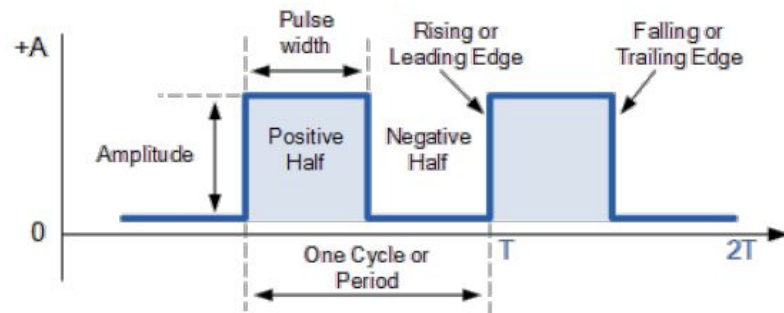 +A
Pulse
width
Rising or
Leading Edge
Falling or
Trailing Edge
Amplitude
Positive
Half
Negative
Half
0
One Cycle or
Period
T
2T